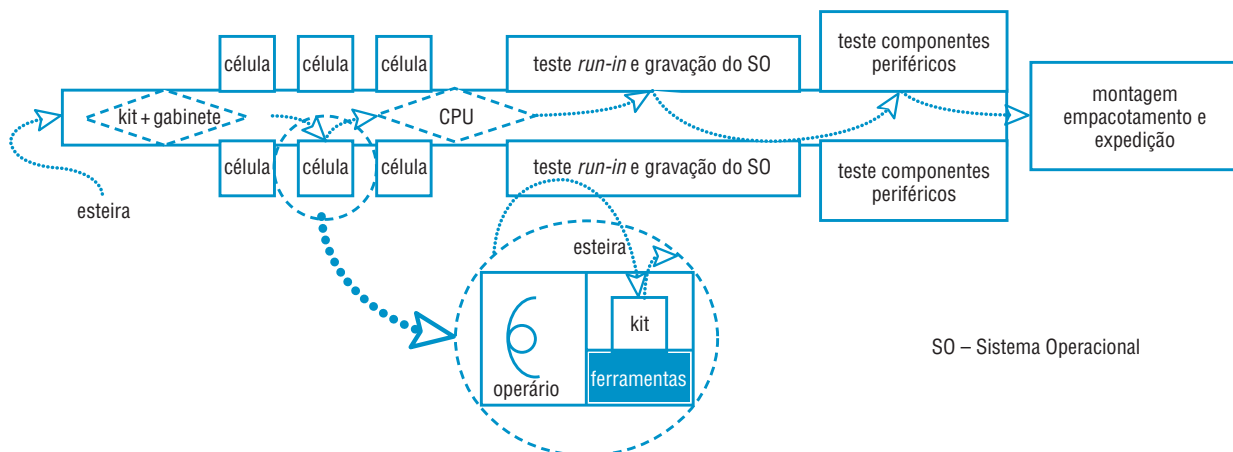 célula
célula
célula
teste run-in e gravação do SO
teste componentes
periféricos
kit + gabinete
CPU
montagem
empacotamento e
expedição
célula
célula
célula
teste run-in e gravação do SO
teste componentes
periféricos
esteira
esteira
kit
operário
ferramentas
SO – Sistema Operacional